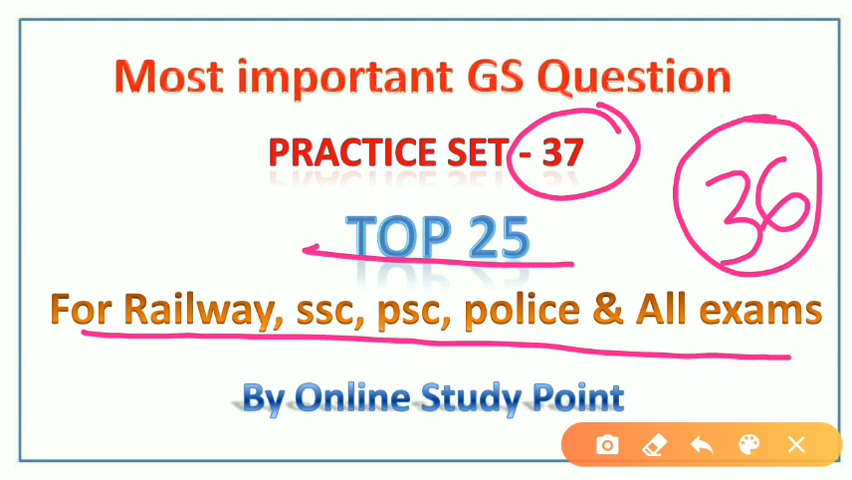 Most important GS Question
PRACTICE SET - 37
36
TOP 25
For Railway, ssc, psc, police & All exams
By Online Study Point